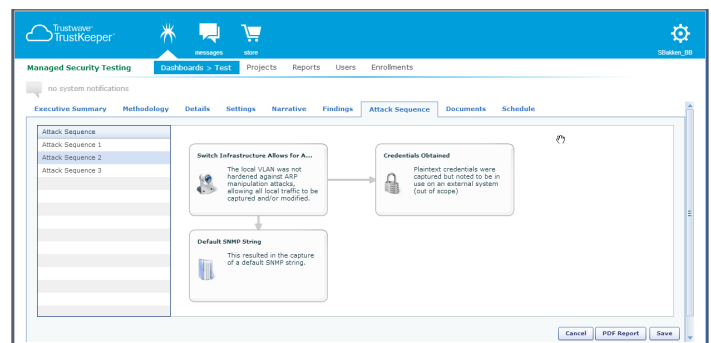 Trustwave®
TrustKeeper®
messages
store
SBakken_BB
Managed Security Testing
Dashboards > Test
Projects
Reports
Users
Enrollments
no system notifications
Executive Summary
Methodology
Details
Settings
Narrative
Findings
Attack Sequence
Documents
Schedule
Attack Sequence
Attack Sequence 1
Attack Sequence 2
Attack Sequence 3
Switch Infrastructure Allows for A...
The local VLAN was not
hardened against ARP
manipulation attacks,
allowing all local traffic to be
captured and/or modified.
Credentials Obtained
Plaintext credentials were
captured but noted to be in
use on an external system
(out of scope)
Default SNMP String
This resulted in the capture
of a default SNMP string.
Cancel
PDF Report
Save